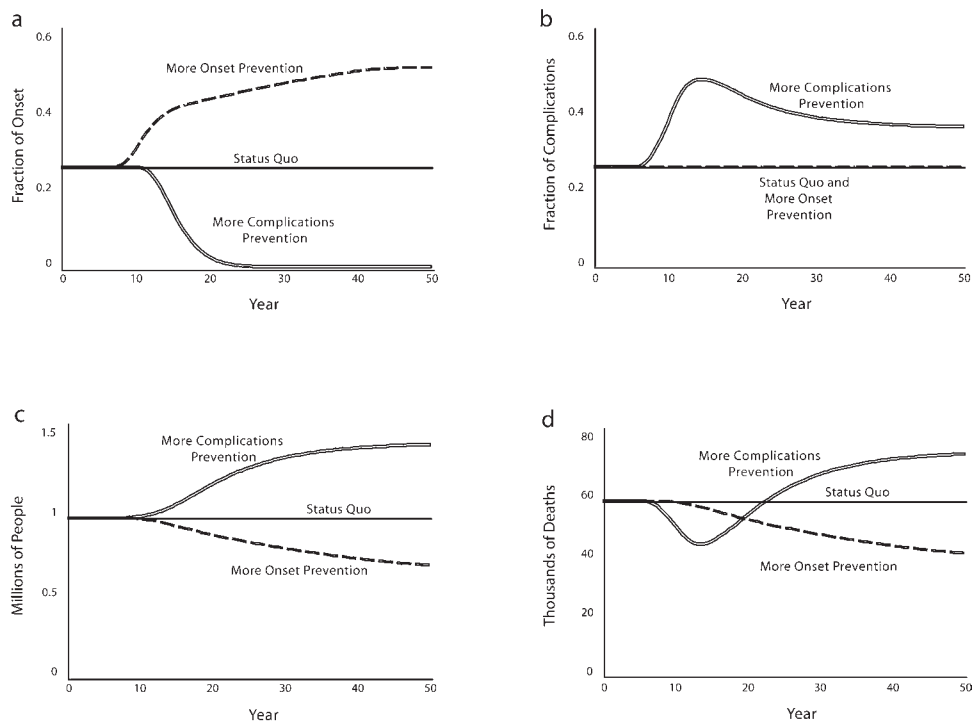 a
Fraction of Onset
0.6
0.4
0.2
0
More Onset Prevention
Status Quo
More Complications
Prevention
0 10 20 30 40 50
Year
b
Fraction of Complications
0.6
0.4
0.2
0
More Complications
Prevention
Status Quo and
More Onset
Prevention
0 10 20 30 40 50
Year
c
Millions of People
1.5
1
0.5
0
More Complications
Prevention
Status Quo
More Onset Prevention
0 10 20 30 40 50
Year
d
Thousands of Deaths
80
60
40
20
0
More Complications
Prevention
Status Quo
More Onset Prevention
0 10 20 30 40 50
Year